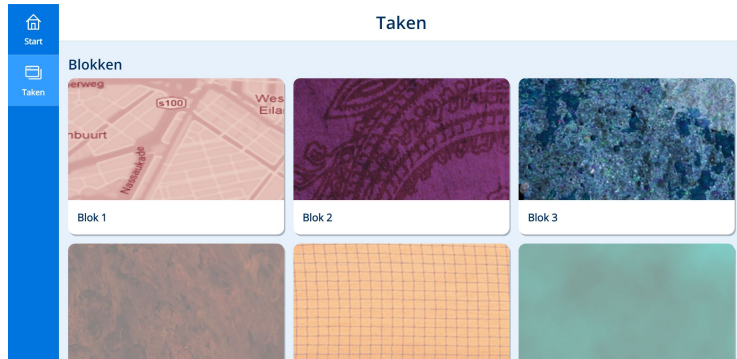 Taken
Start
Taken
Blokken
erweg
s100
Wes
Eila
nbuurt
Nassaukade
Blok 1
Blok 2
Blok 3